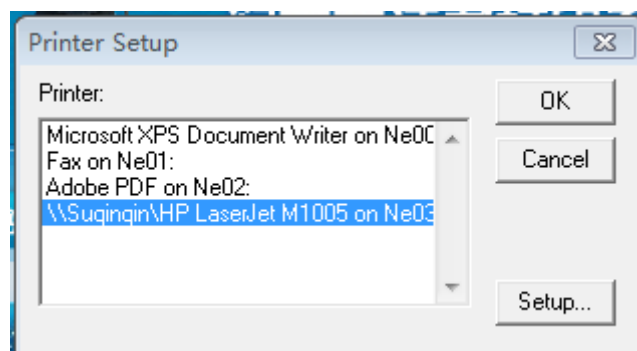 Printer Setup
Printer:
OK
Microsoft XPS Document Writer on Ne00
Fax on Ne01:
Cancel
Adobe PDF on Ne02:
\\Suqinqin\HP LaserJet M1005 on Ne03
Setup...